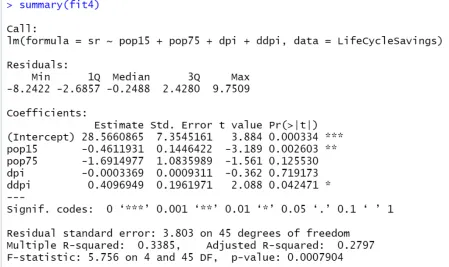 > summary(fit4)
Call:
lm(formula = sr ~ pop15 + pop75 + dpi + ddpi, data = LifeCycleSavings)
Residuals:
    Min      1Q  Median      3Q     Max
-8.2422 -2.6857 -0.2488  2.4280  9.7509
Coefficients:
              Estimate Std. Error t value Pr(>|t|)
(Intercept) 28.5660865  7.3545161   3.884 0.000334 ***
pop15       -0.4611931  0.1446422  -3.189 0.002603 **
pop75       -1.6914977  1.0835989  -1.561 0.125530
dpi         -0.0003369  0.0009311  -0.362 0.719173
ddpi         0.4096949  0.1961971   2.088 0.042471 *
---
Signif. codes:  0 ‘***’ 0.001 ‘**’ 0.01 ‘*’ 0.05 ‘.’ 0.1 ‘ ’ 1
Residual standard error: 3.803 on 45 degrees of freedom
Multiple R-squared:  0.3385,    Adjusted R-squared:  0.2797
F-statistic: 5.756 on 4 and 45 DF,  p-value: 0.0007904